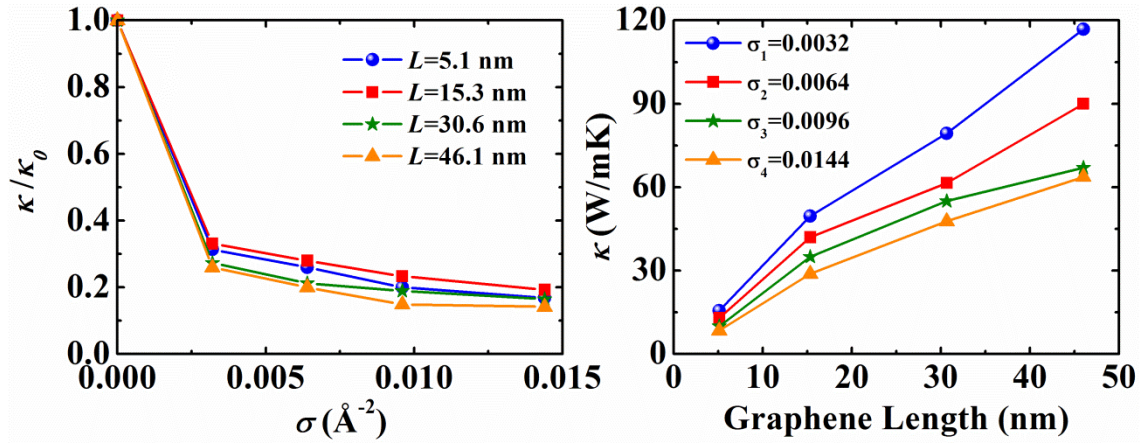 1.0
0.8
0.6
0.4
0.2
0.0
κ/κ₀
L=5.1 nm
L=15.3 nm
L=30.6 nm
L=46.1 nm
0.000 0.005 0.010 0.015
σ (Å⁻²)
120
90
60
30
0
κ (W/mK)
σ₁=0.0032
σ₂=0.0064
σ₃=0.0096
σ₄=0.0144
0 10 20 30 40 50
Graphene Length (nm)